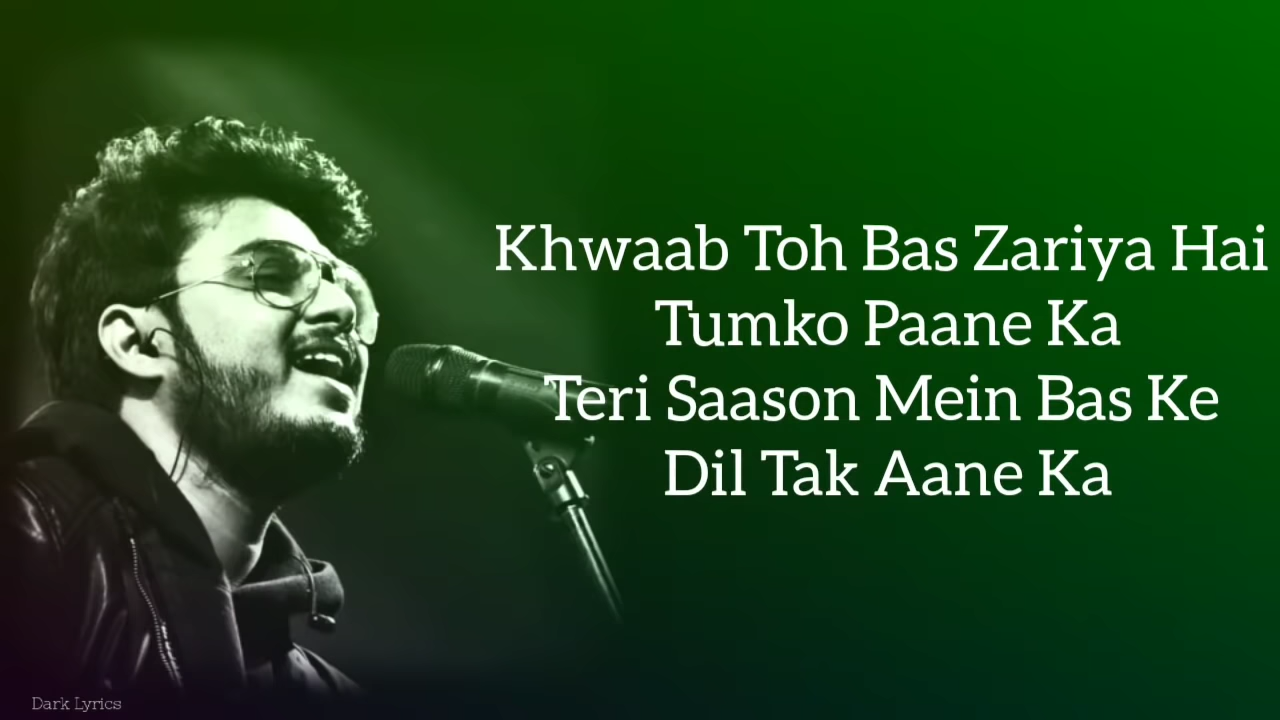 Khwaab Toh Bas Zariya Hai
Tumko Paane Ka
Teri Saason Mein Bas Ke
Dil Tak Aane Ka
Dark Lyrics